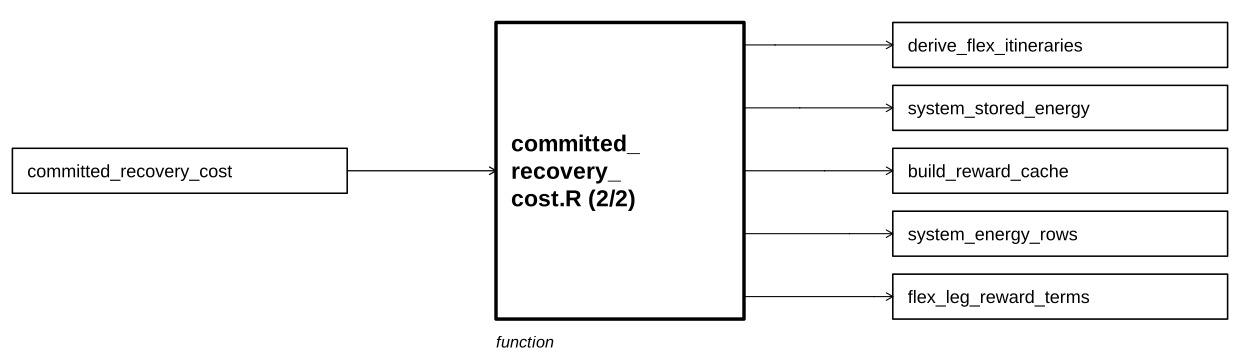 committed_recovery_cost
committed_
recovery_
cost.R (2/2)
function
derive_flex_itineraries
system_stored_energy
build_reward_cache
system_energy_rows
flex_leg_reward_terms